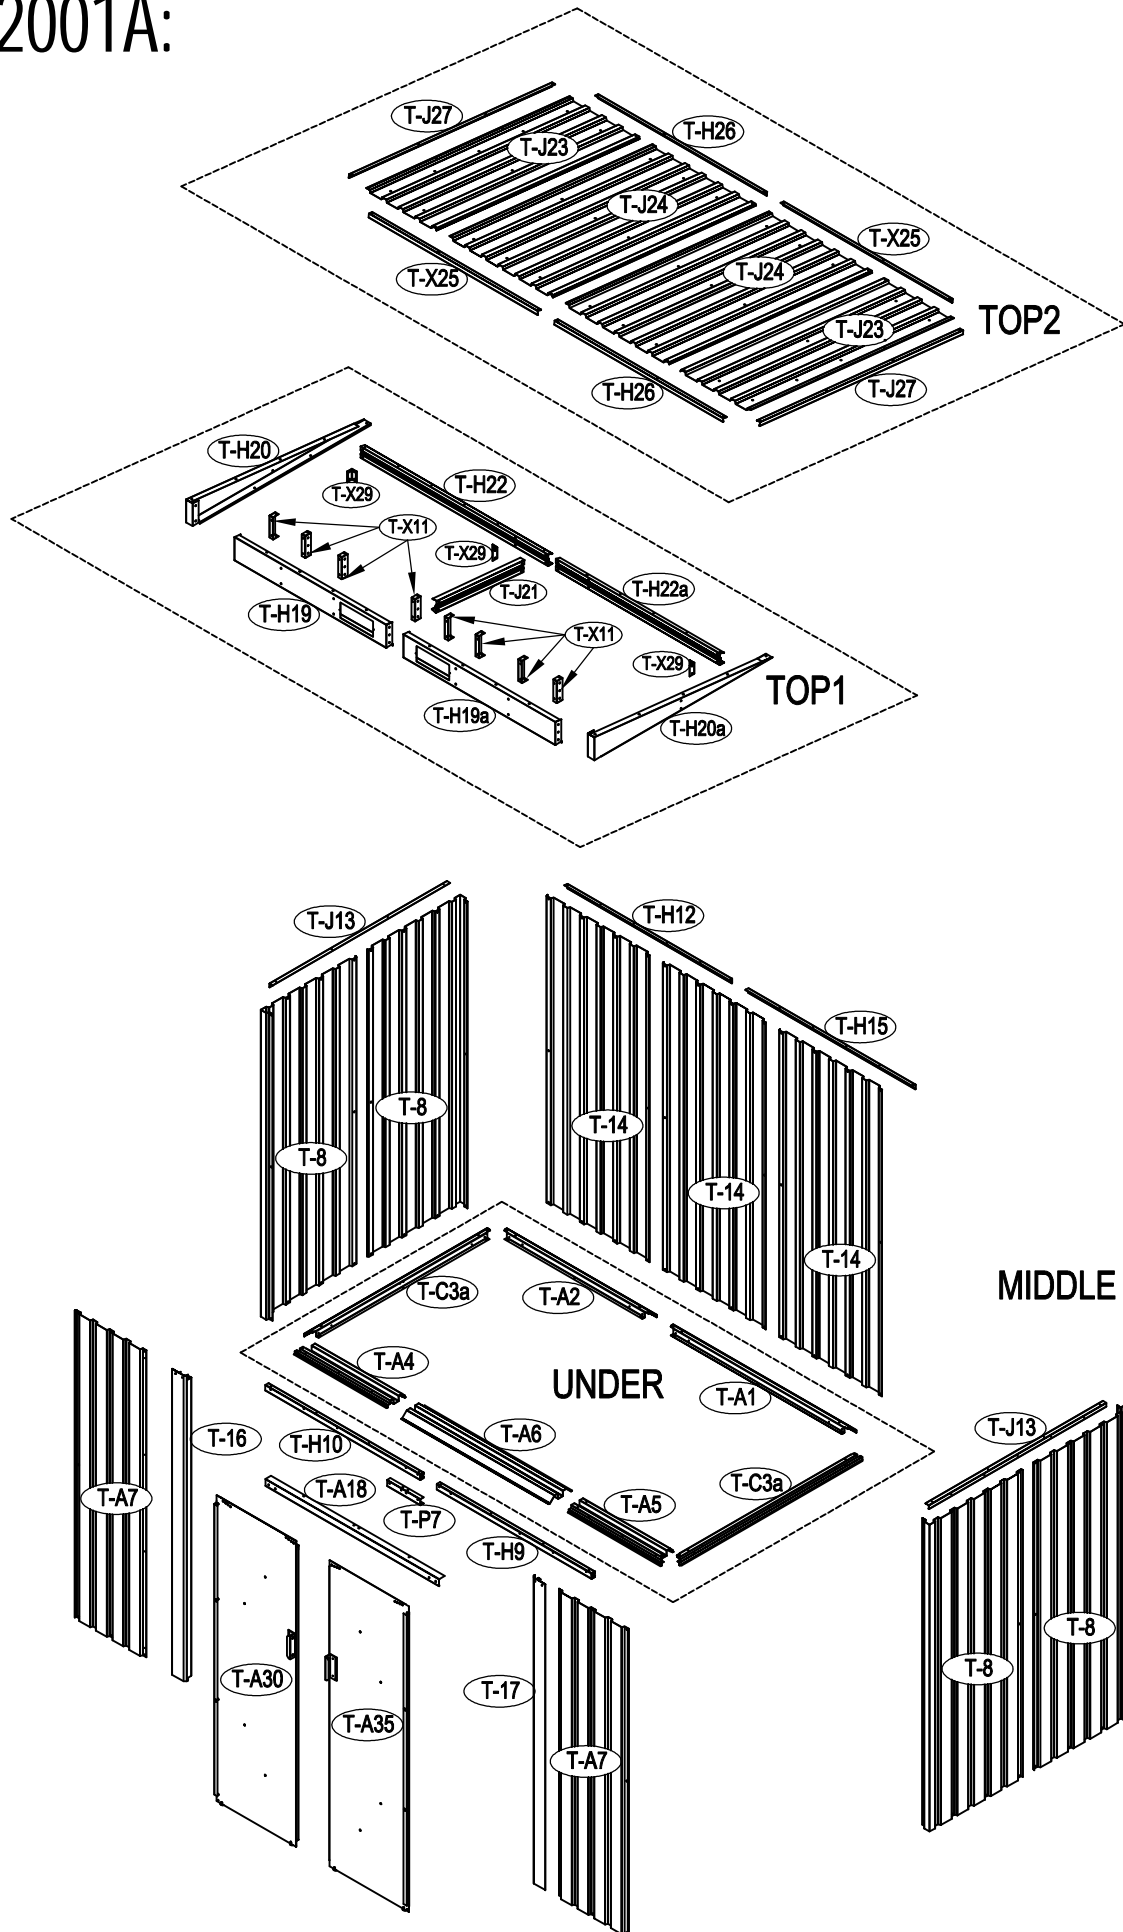 2001A:
T-J27
T-H26
T-J23
T-J24
T-X25
T-X25
T-J24
TOP2
T-J23
T-H26
T-J27
T-H20
T-H22
T-X29
T-X11
T-X29
T-J21
T-H22a
T-H19
T-X11
T-X29
TOP1
T-H19a
T-H20a
T-J13
T-H12
T-H15
T-8
T-14
T-8
T-14
T-14
MIDDLE
T-C3a
T-A2
T-A4
UNDER
T-A1
T-J13
T-16
T-H10
T-A6
T-C3a
T-A7
T-A18
T-A5
T-P7
T-H9
T-8
T-8
T-A30
T-17
T-A35
T-A7